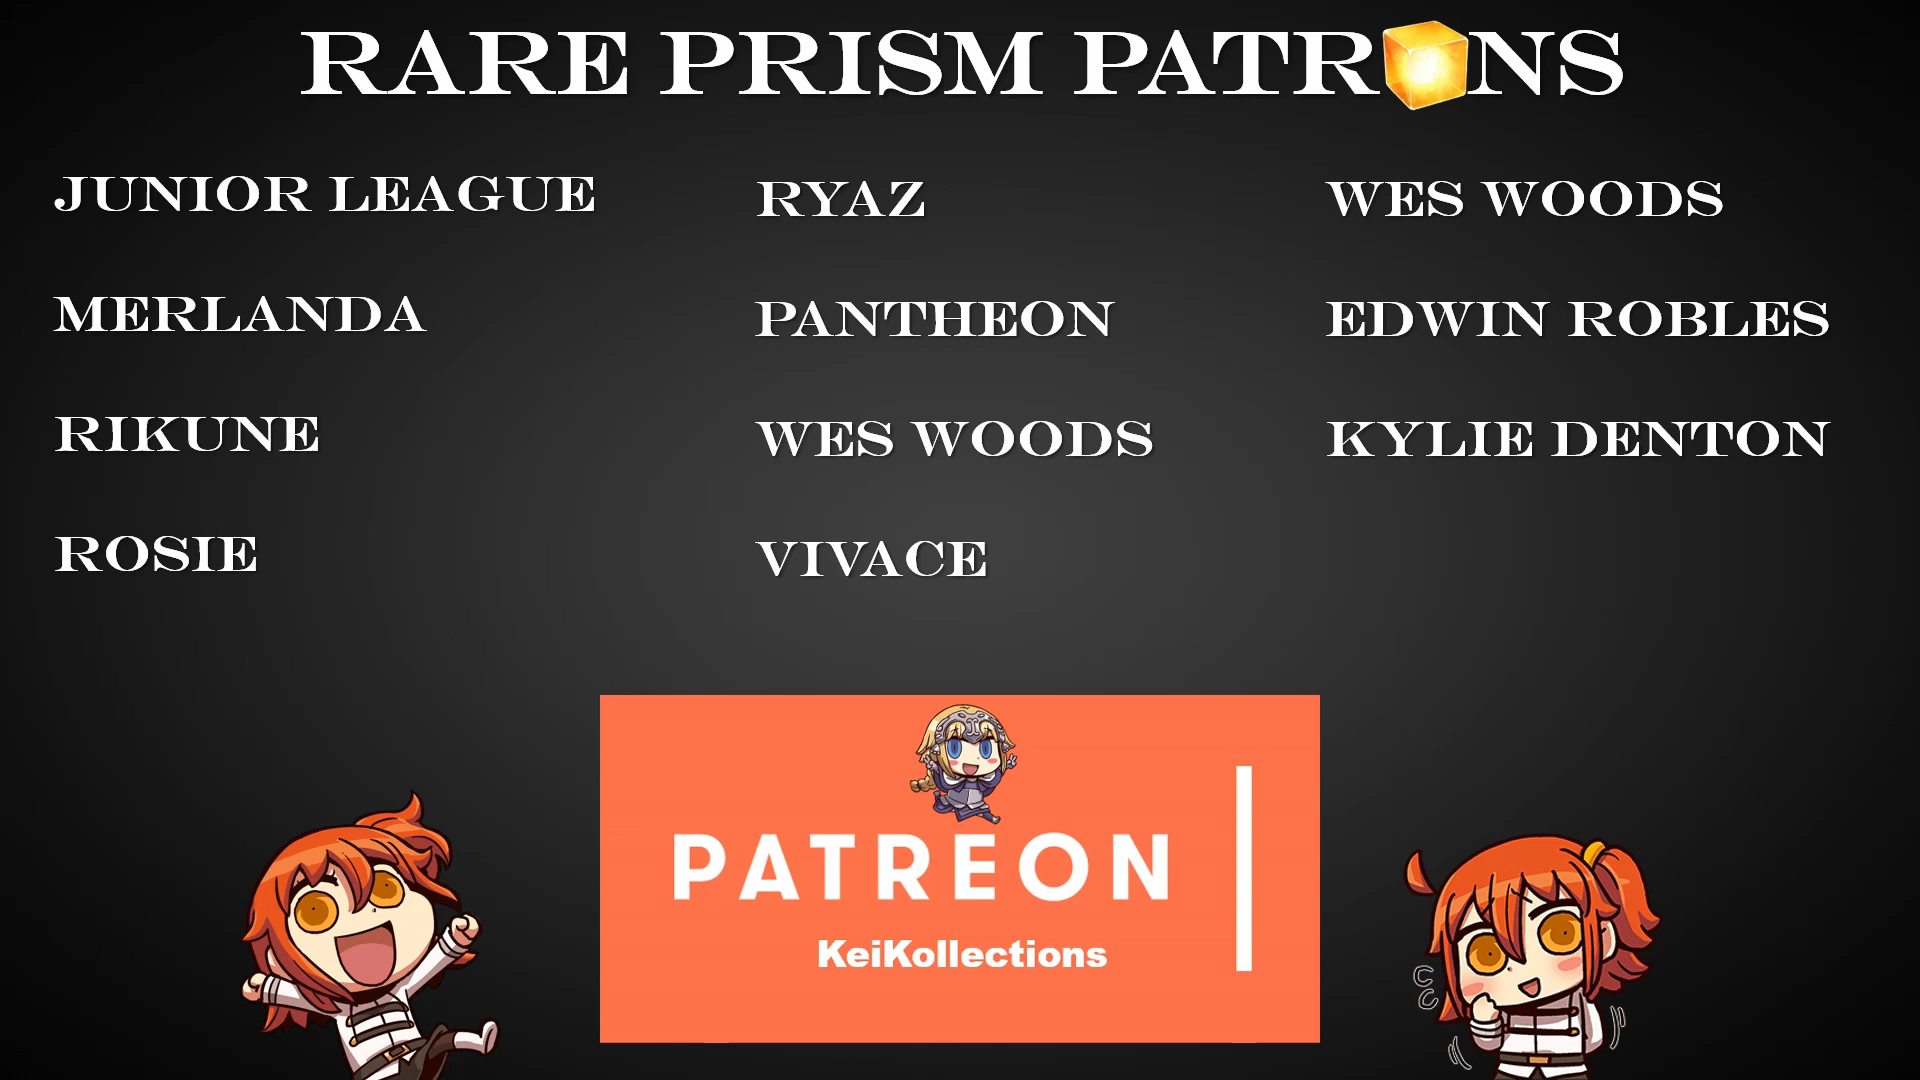 RARE PRISM PATRONS
JUNIOR LEAGUE
MERLANDA
RIKUNE
ROSIE
RYAZ
PANTHEON
WES WOODS
VIVACE
WES WOODS
EDWIN ROBLES
KYLIE DENTON
PATREON
KeiKollections